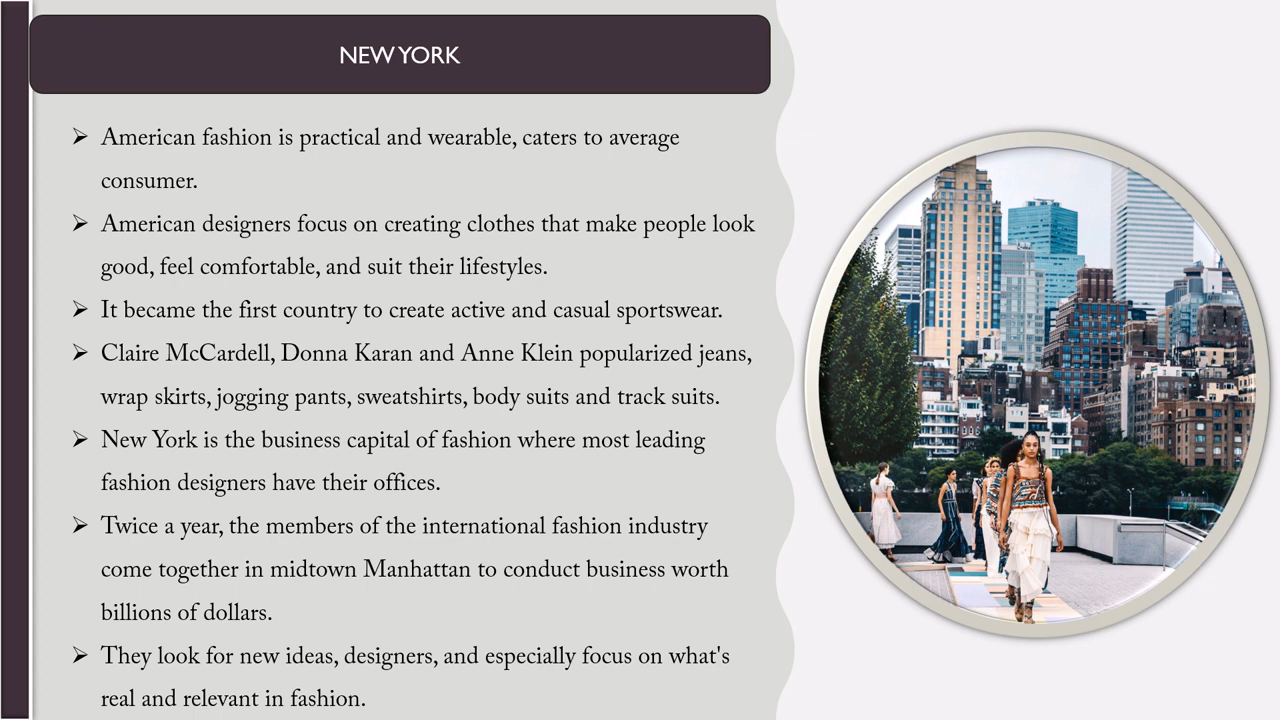 NEW YORK
➢ American fashion is practical and wearable, caters to average
consumer.
➢ American designers focus on creating clothes that make people look
good, feel comfortable, and suit their lifestyles.
➢ It became the first country to create active and casual sportswear.
➢ Claire McCardell, Donna Karan and Anne Klein popularized jeans,
wrap skirts, jogging pants, sweatshirts, body suits and track suits.
➢ New York is the business capital of fashion where most leading
fashion designers have their offices.
➢ Twice a year, the members of the international fashion industry
come together in midtown Manhattan to conduct business worth
billions of dollars.
➢ They look for new ideas, designers, and especially focus on what's
real and relevant in fashion.